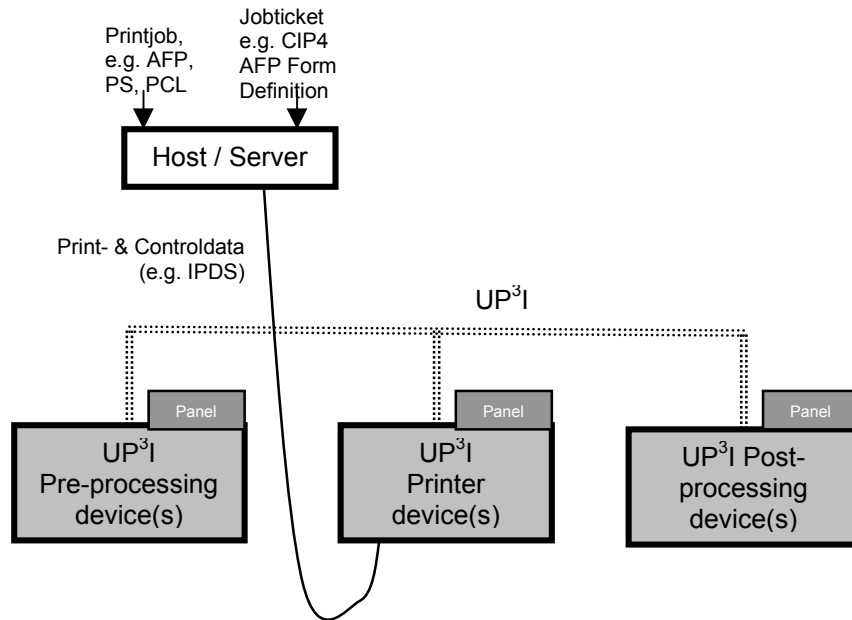 Printjob,
e.g. AFP,
PS, PCL
Jobticket
e.g. CIP4
AFP Form
Definition
Host / Server
Print- & Controldata
(e.g. IPDS)
UP³I
Panel
UP³I
Pre-processing
device(s)
Panel
UP³I
Printer
device(s)
Panel
UP³I Post-
processing
device(s)